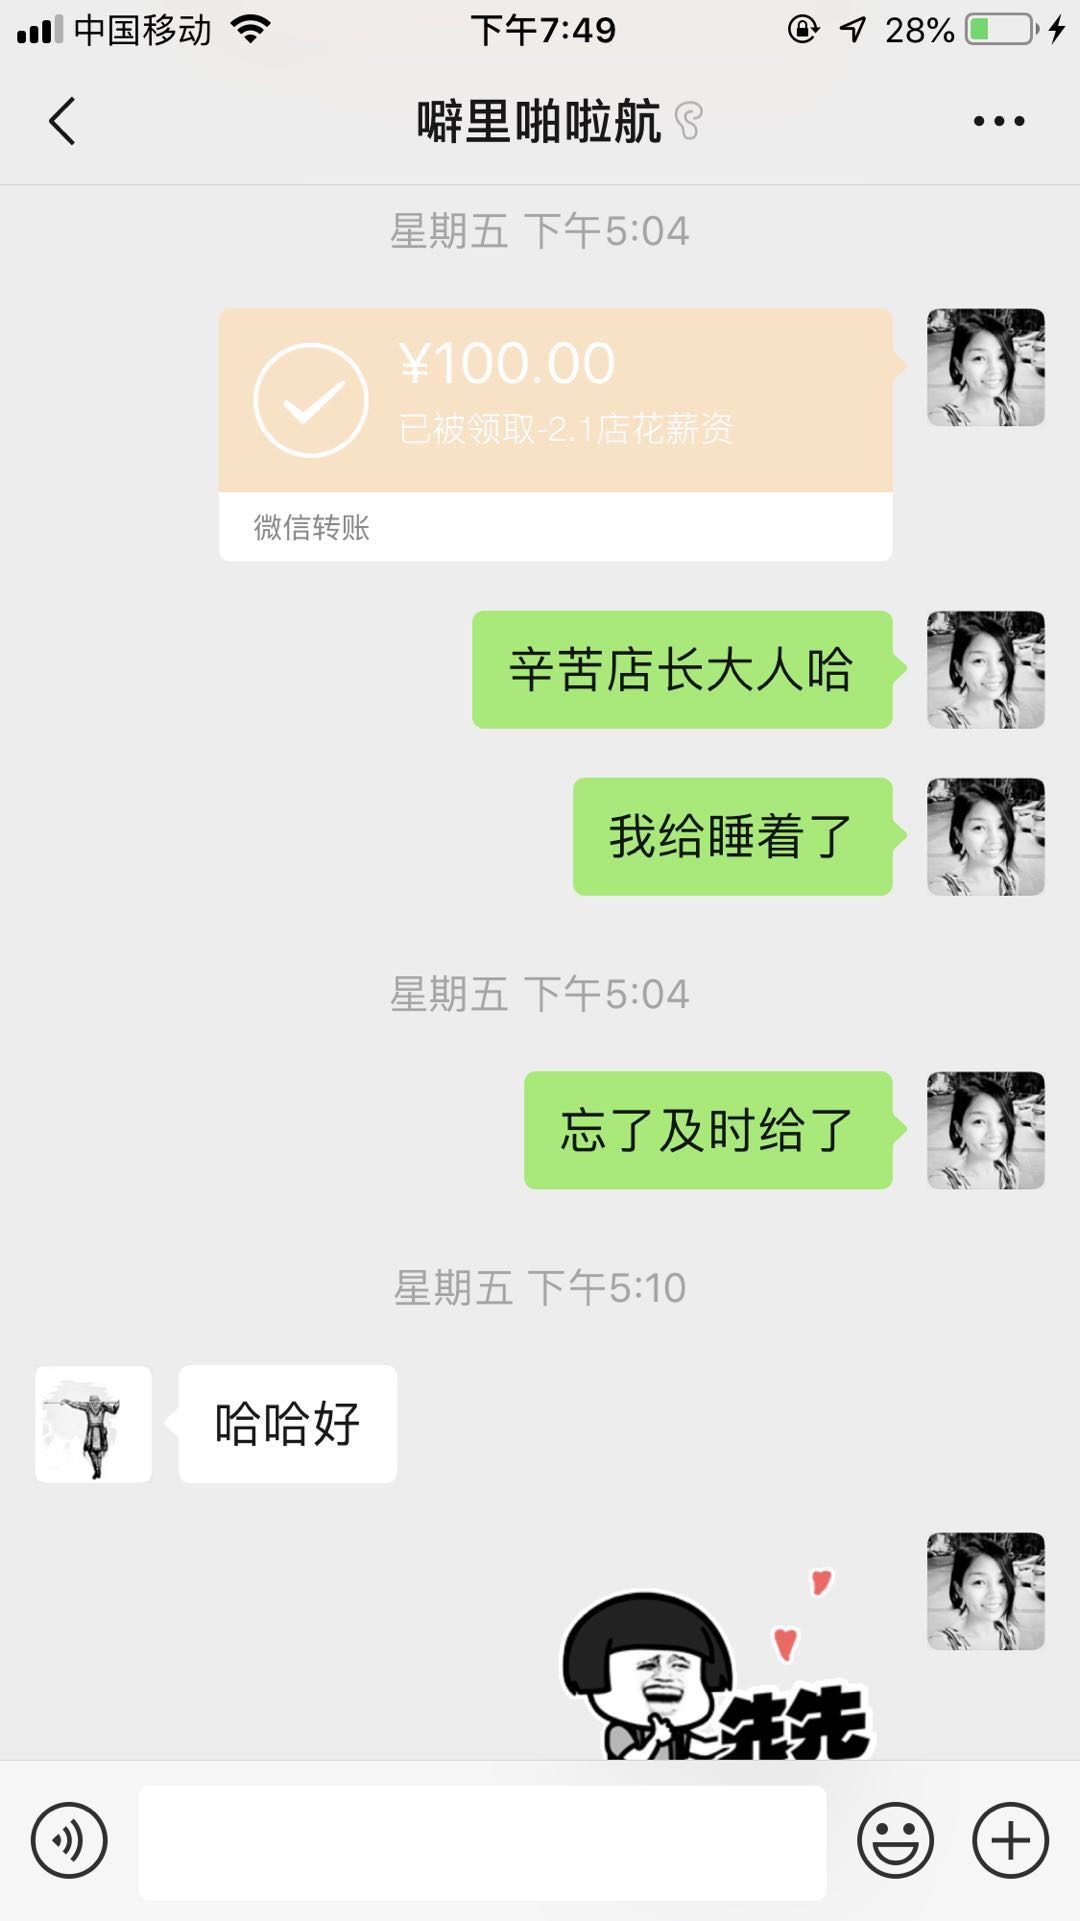 中国移动 下午7:49 28%
噼里啪啦航
星期五 下午5:04
¥100.00
已被领取-2.1店花薪资
微信转账
辛苦店长大人哈
我给睡着了
星期五 下午5:04
忘了及时给了
星期五 下午5:10
哈哈好